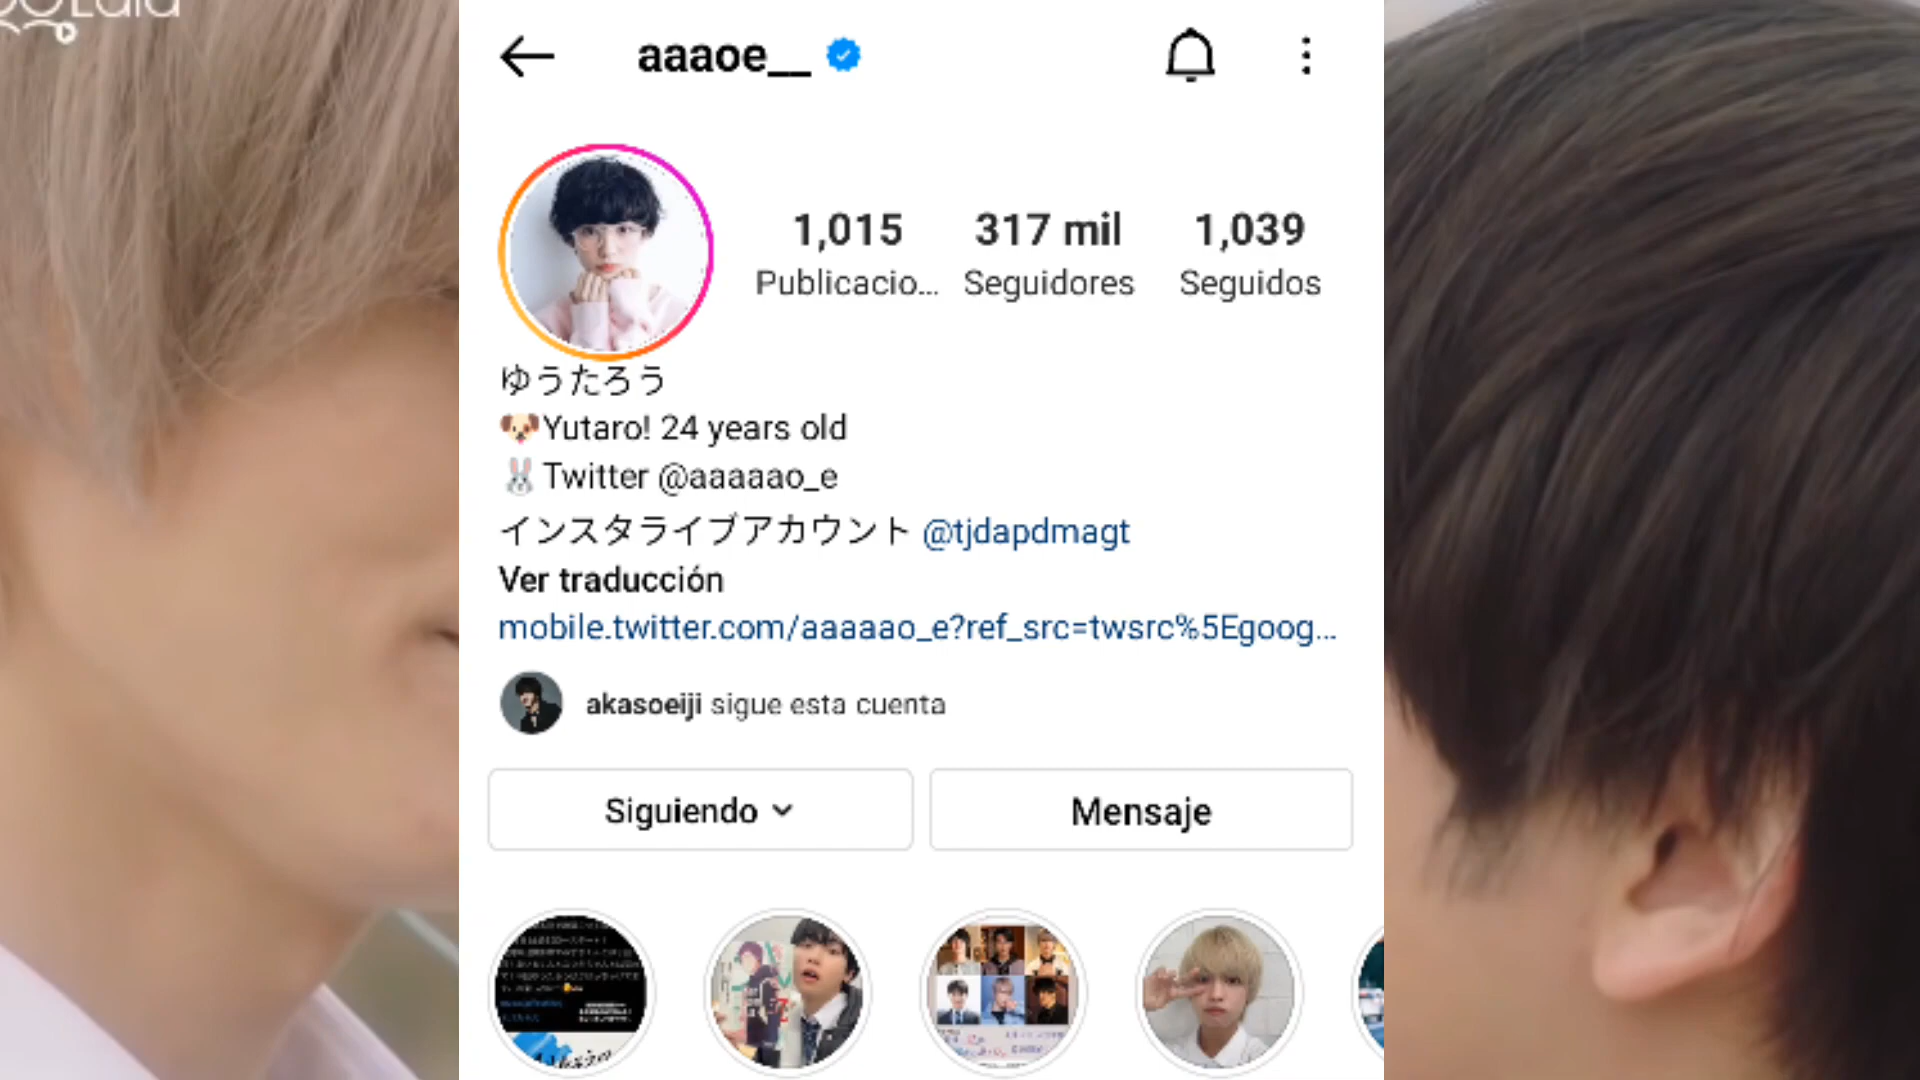 aaaoe__
1,015
317 mil
1,039
Publicacio...
Seguidores
Seguidos
ゆうたろう
🐶Yutaro! 24 years old
🐰Twitter @aaaaao_e
インスタライブアカウント @tjdapdmagt
Ver traducción
mobile.twitter.com/aaaaao_e?ref_src=twsrc%5Egoog...
akasoeiji sigue esta cuenta
Siguiendo
Mensaje